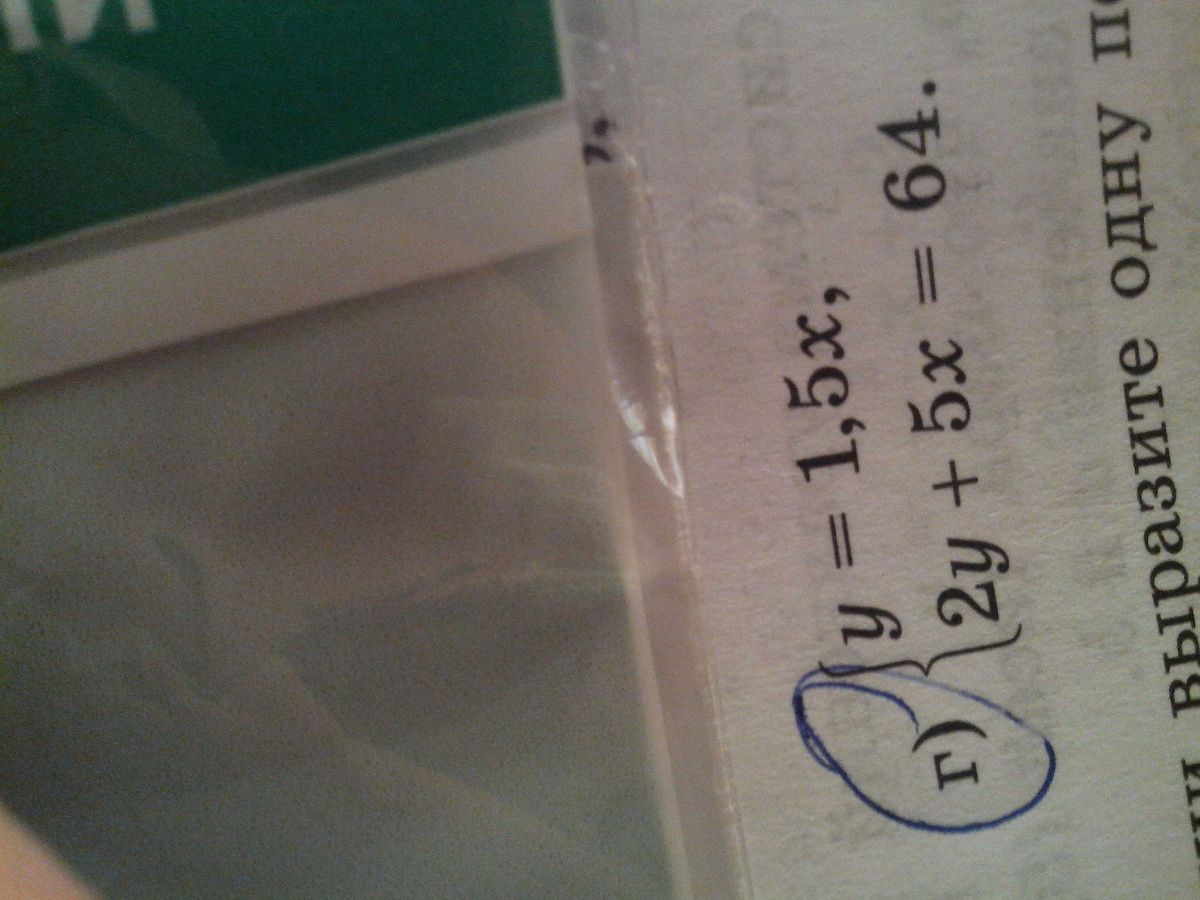 г) { y = 1,5x,
2y + 5x = 64.
выразите одну